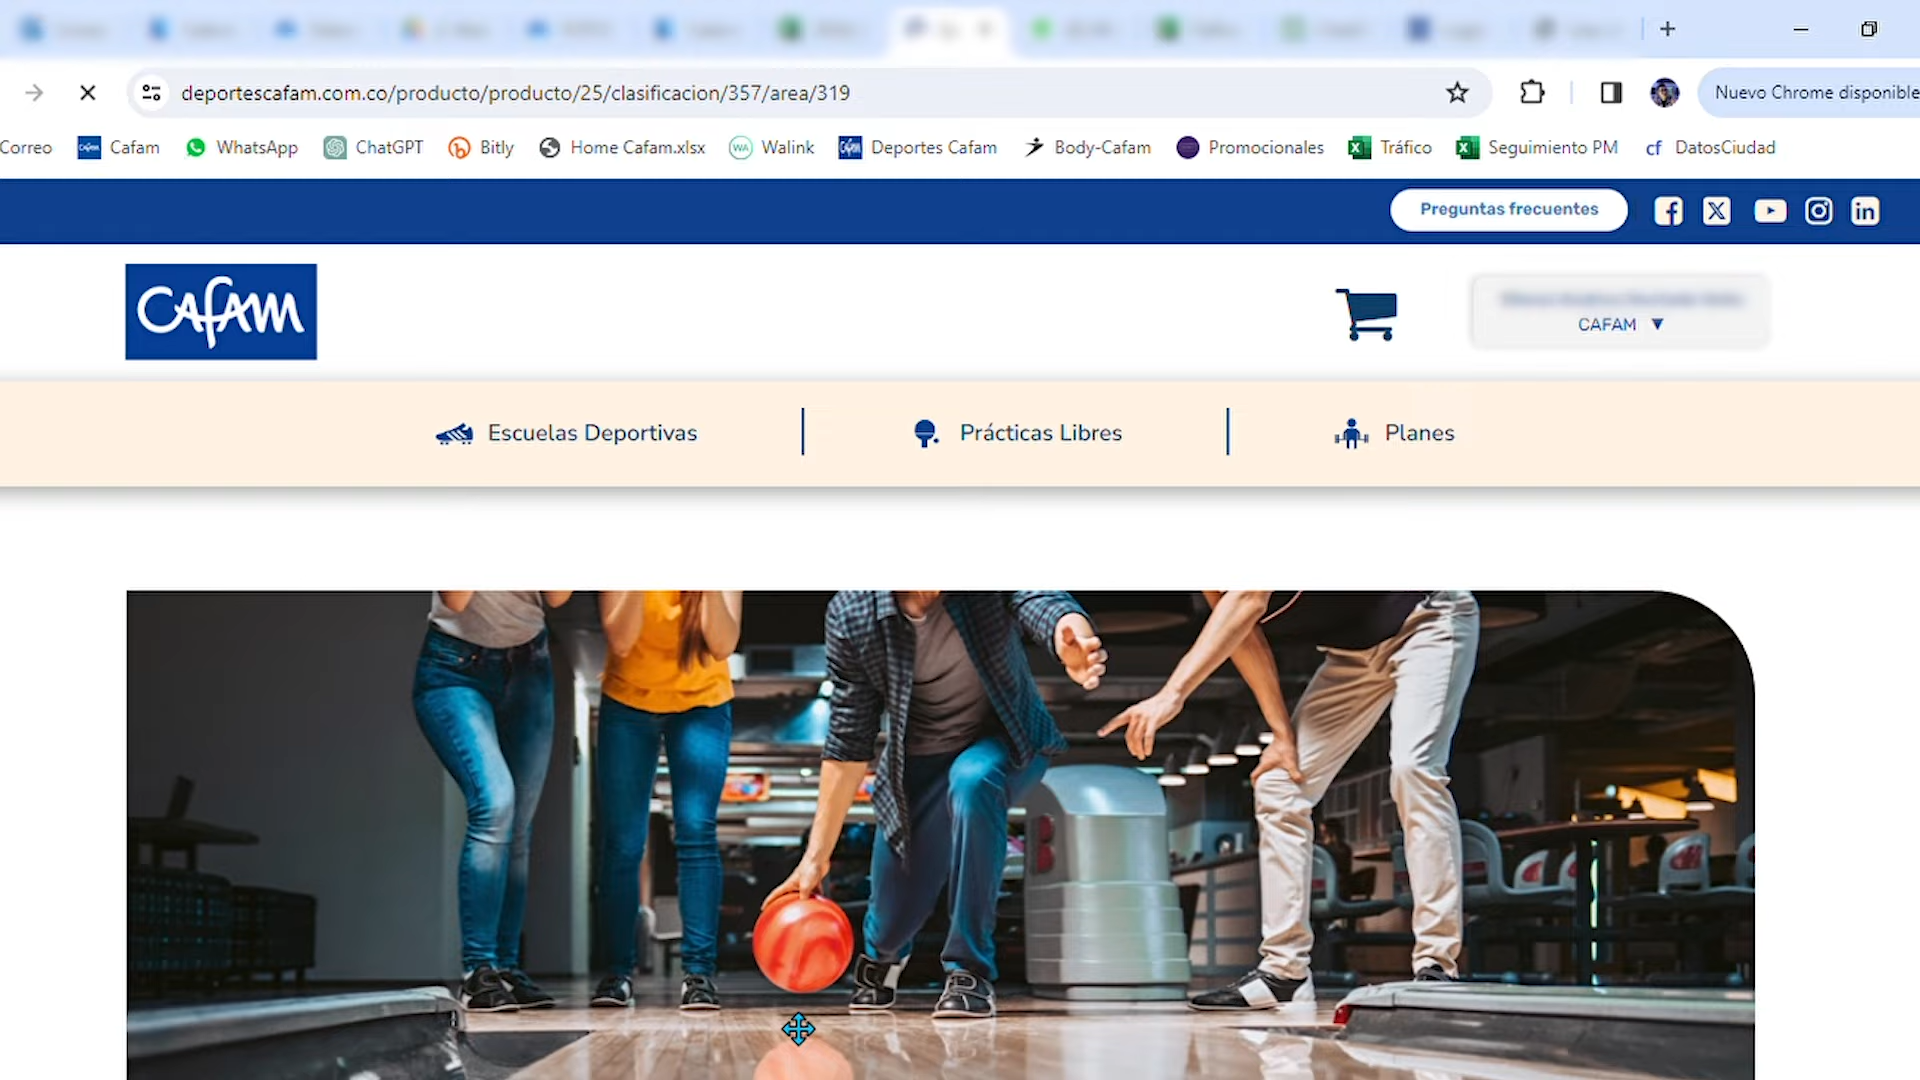 deportescafam.com.co/producto/producto/25/clasificacion/357/area/319
Nuevo Chrome disponible
Correo Cafam WhatsApp ChatGPT Bitly Home Cafam.xlsx Walink Deportes Cafam Body-Cafam Promocionales Tráfico Seguimiento PM DatosCiudad
Preguntas frecuentes
CAFAM
CAFAM
Escuelas Deportivas Prácticas Libres Planes